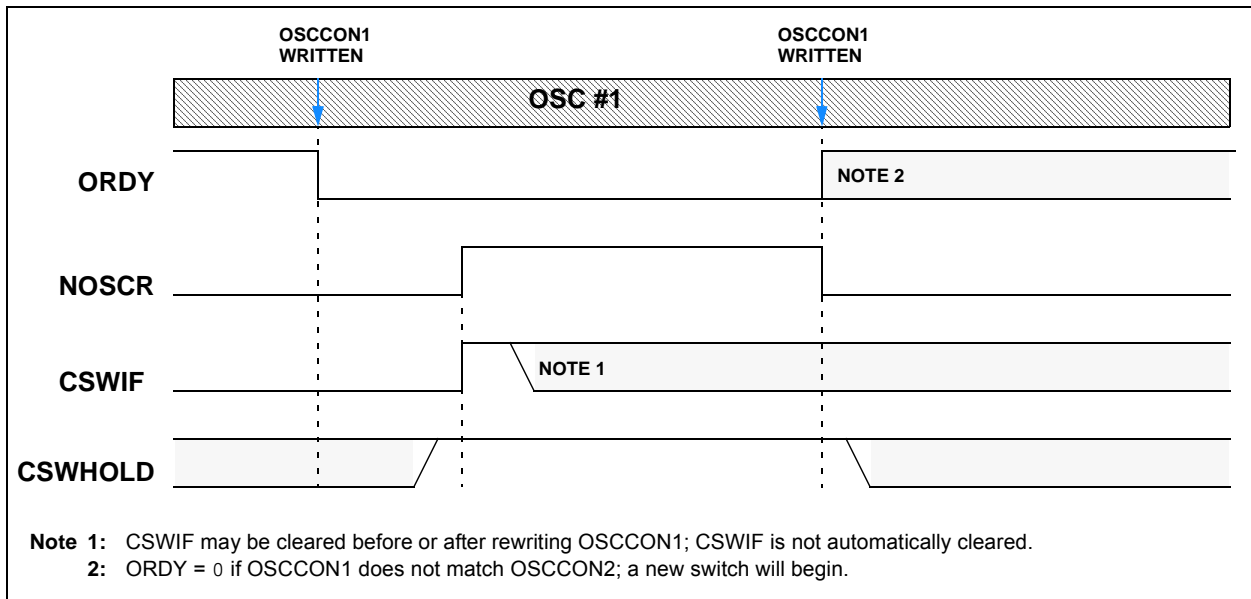 OSCCON1
WRITTEN
OSCCON1
WRITTEN
OSC #1
ORDY
NOTE 2
NOSCR
CSWIF
NOTE 1
CSWHOLD
Note 1: CSWIF may be cleared before or after rewriting OSCCON1; CSWIF is not automatically cleared.
2: ORDY = 0 if OSCCON1 does not match OSCCON2; a new switch will begin.